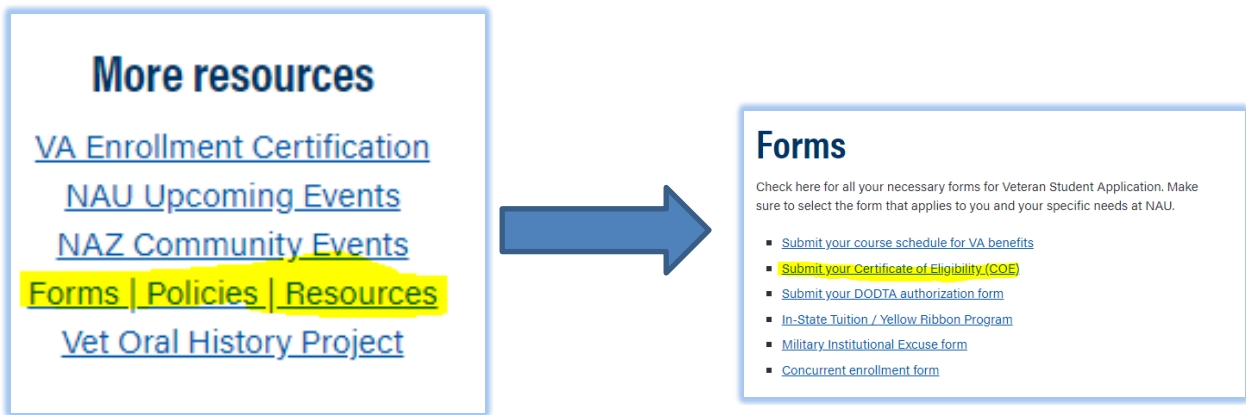 More resources
VA Enrollment Certification
NAU Upcoming Events
NAZ Community Events
Forms | Policies | Resources
Vet Oral History Project
Forms
Check here for all your necessary forms for Veteran Student Application. Make
sure to select the form that applies to you and your specific needs at NAU.
Submit your course schedule for VA benefits
Submit your Certificate of Eligibility (COE)
Submit your DODTA authorization form
In-State Tuition / Yellow Ribbon Program
Military Institutional Excuse form
Concurrent enrollment form